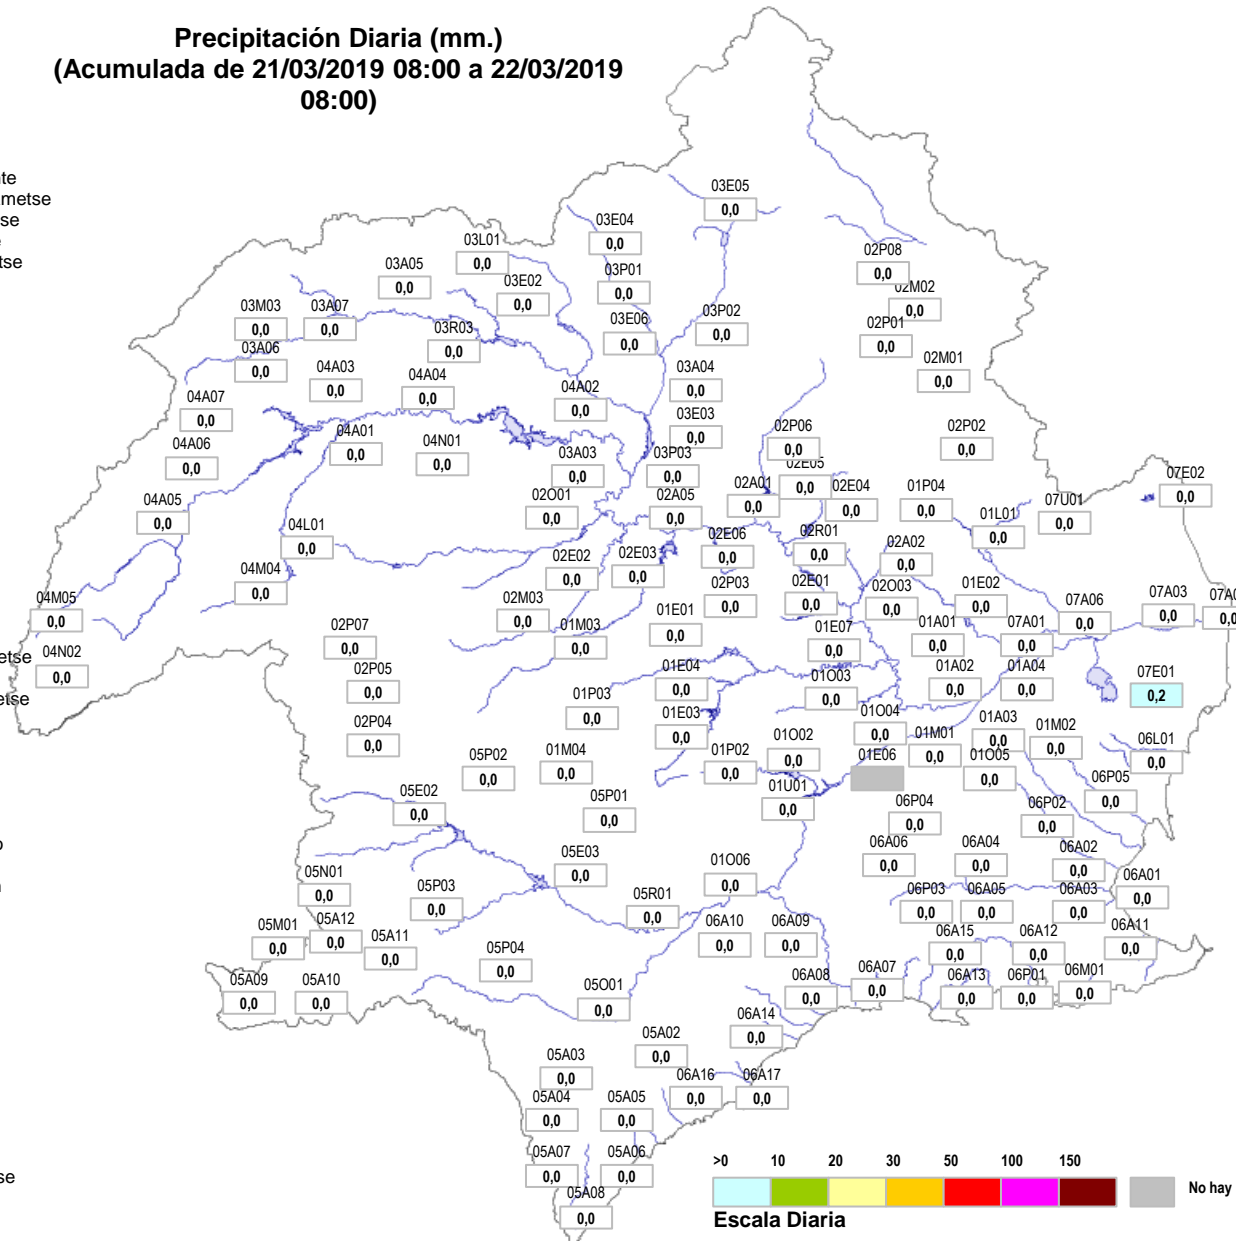 Precipitación Diaria (mm.)
(Acumulada de 21/03/2019 08:00 a 22/03/2019
08:00)
te
metse
se
e
tse
03E05
0,0
03E04
0,0
03L01
0,0
02P08
0,0
03A05
0,0
03P01
0,0
03E02
0,0
02M02
0,0
03M03
0,0
03A07
0,0
03P02
0,0
03E06
0,0
03R03
0,0
02P01
0,0
03A06
0,0
02M01
0,0
04A03
0,0
04A04
0,0
03A04
0,0
04A02
0,0
04A07
0,0
03E03
0,0
04A01
0,0
04N01
0,0
02P06
0,0
02P02
0,0
04A06
0,0
03A03
0,0
03P03
0,0
02E05
0,0
07E02
0,0
04A05
0,0
02O01
0,0
02A05
0,0
02A01
0,0
02E04
0,0
01P04
0,0
07U01
0,0
01L01
0,0
04L01
0,0
02E06
0,0
02R01
0,0
02A02
0,0
02E02
0,0
02E03
0,0
04M04
0,0
02P03
0,0
02E01
0,0
02O03
0,0
01E02
0,0
04M05
0,0
07A06
0,0
07A03
0,0
07A0
0,0
02M03
0,0
01E01
0,0
01M03
0,0
02P07
0,0
01E07
0,0
01A01
0,0
07A01
0,0
etse
04N02
0,0
02P05
0,0
01E04
0,0
01O03
0,0
01A02
0,0
01A04
0,0
07E01
0,2
etse
01P03
0,0
02P04
0,0
01E03
0,0
01O04
0,0
01A03
0,0
01M02
0,0
01M01
0,0
06L01
0,0
05P02
0,0
01M04
0,0
01P02
0,0
01O02
0,0
01E06
01O05
0,0
06P05
0,0
05E02
0,0
05P01
0,0
01U01
0,0
06P04
0,0
06P02
0,0
o
05E03
0,0
01O06
0,0
06A06
0,0
06A04
0,0
06A02
0,0
n
05N01
0,0
05P03
0,0
05R01
0,0
06P03
0,0
06A05
0,0
06A03
0,0
06A01
0,0
05M01
0,0
05A12
0,0
05A11
0,0
06A10
0,0
06A09
0,0
06A15
0,0
06A12
0,0
06A11
0,0
05P04
0,0
05A09
0,0
05A10
0,0
05O01
0,0
06A08
0,0
06A07
0,0
06A13
0,0
06P01
0,0
06M01
0,0
06A14
0,0
05A02
0,0
05A03
0,0
06A16
0,0
06A17
0,0
05A04
0,0
05A05
0,0
05A07
0,0
05A06
0,0
se
05A08
0,0
>0 10 20 30 50 100 150
No hay
Escala Diaria